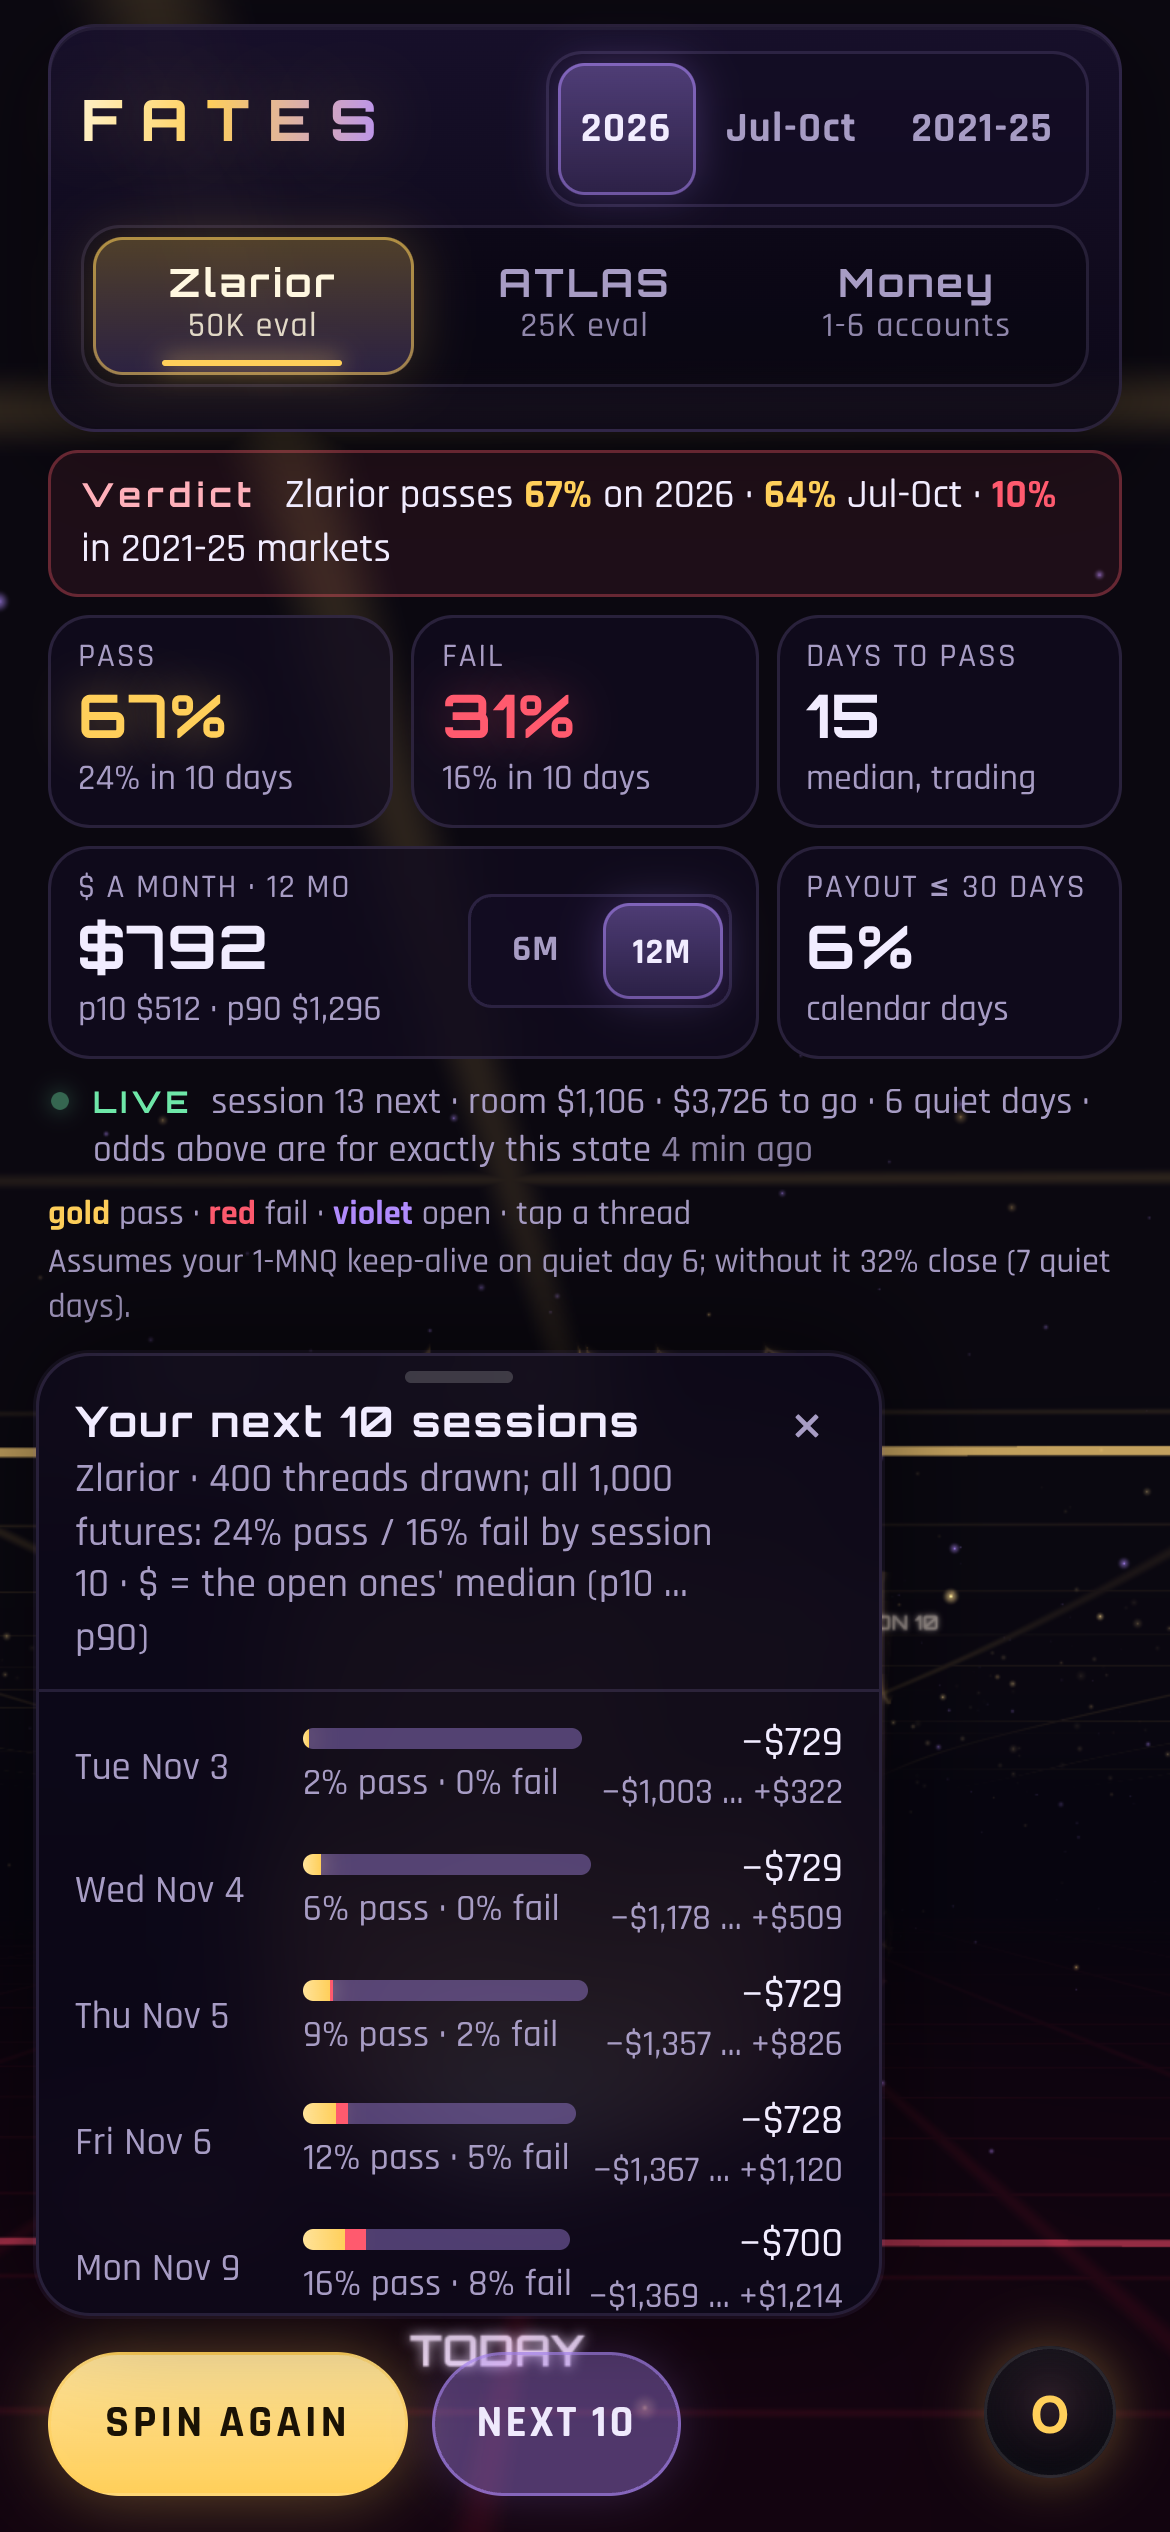 FATES
2026 Jul-Oct 2021-25
Zlarior ATLAS Money
50K eval 25K eval 1-6 accounts
Verdict Zlarior passes 67% on 2026 · 64% Jul-Oct · 10%
in 2021-25 markets
PASS FAIL DAYS TO PASS
67% 31% 15
24% in 10 days 16% in 10 days median, trading
$ A MONTH · 12 MO PAYOUT ≤ 30 DAYS
$792 6M 12M 6%
p10 $512 · p90 $1,296 calendar days
LIVE session 13 next · room $1,106 · $3,726 to go · 6 quiet days ·
odds above are for exactly this state 4 min ago
gold pass · red fail · violet open · tap a thread
Assumes your 1-MNQ keep-alive on quiet day 6; without it 32% close (7 quiet
days).
Your next 10 sessions ×
Zlarior · 400 threads drawn; all 1,000
futures: 24% pass / 16% fail by session
10 · $ = the open ones' median (p10 …
p90)
ON 10
Tue Nov 3 −$729
2% pass · 0% fail −$1,003 … +$322
Wed Nov 4 −$729
6% pass · 0% fail −$1,178 … +$509
Thu Nov 5 −$729
9% pass · 2% fail −$1,357 … +$826
Fri Nov 6 −$728
12% pass · 5% fail −$1,367 … +$1,120
Mon Nov 9 −$700
16% pass · 8% fail −$1,369 … +$1,214
TODAY
SPIN AGAIN NEXT 10 O